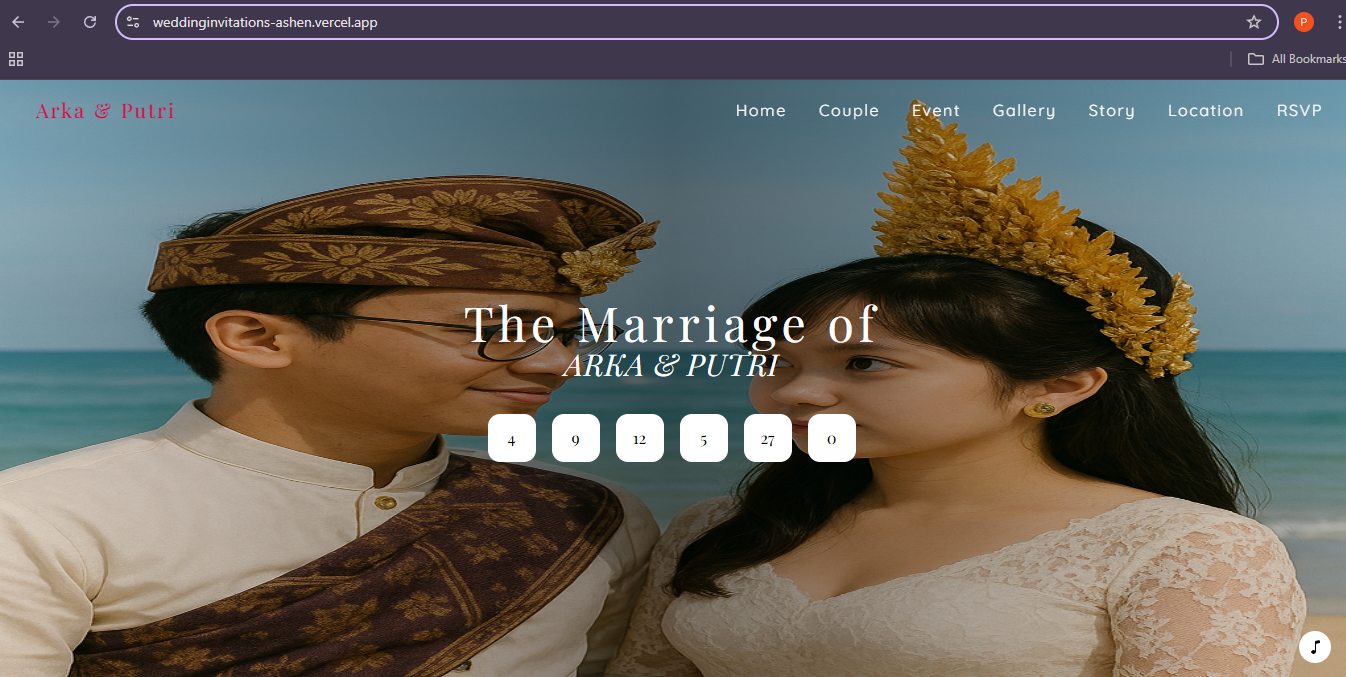 weddinginvitations-ashen.vercel.app
P
All Bookmarks
Arka & Putri
Home Couple Event Gallery Story Location RSVP
The Marriage of
ARKA & PUTRI
4 9 12 5 27 0